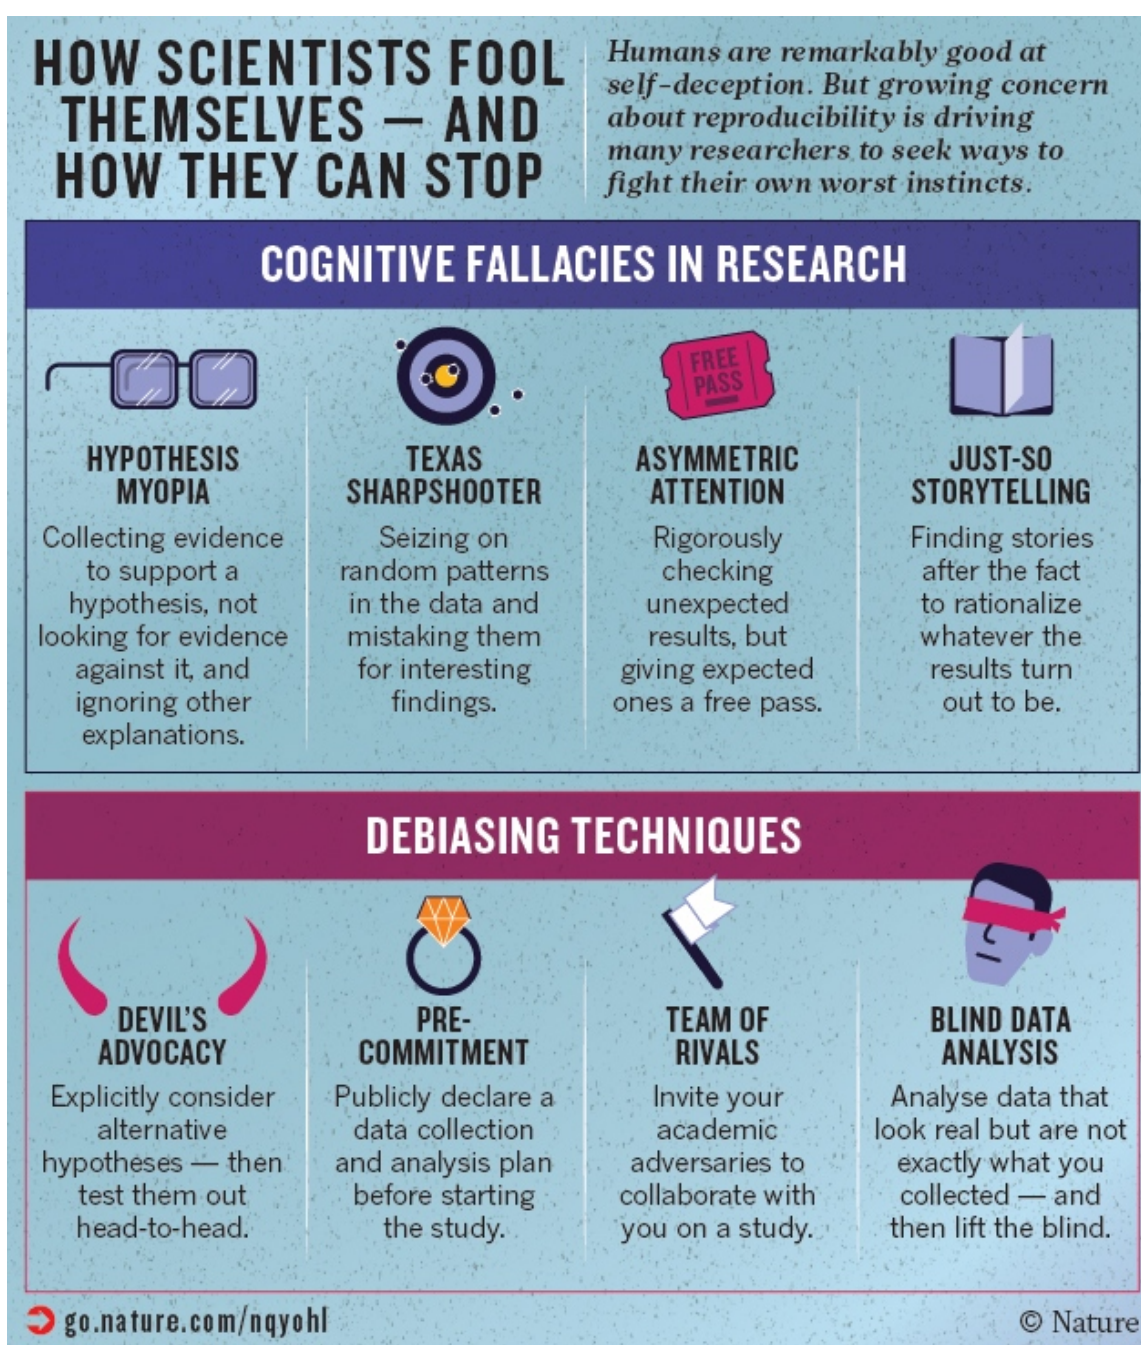 HOW SCIENTISTS FOOL
THEMSELVES — AND
HOW THEY CAN STOP
Humans are remarkably good at
self-deception. But growing concern
about reproducibility is driving
many researchers to seek ways to
fight their own worst instincts.
COGNITIVE FALLACIES IN RESEARCH
HYPOTHESIS
MYOPIA
Collecting evidence
to support a
hypothesis, not
looking for evidence
against it, and
ignoring other
explanations.
TEXAS
SHARPSHOOTER
Seizing on
random patterns
in the data and
mistaking them
for interesting
findings.
FREE
PASS
ASYMMETRIC
ATTENTION
Rigorously
checking
unexpected
results, but
giving expected
ones a free pass.
JUST-SO
STORYTELLING
Finding stories
after the fact
to rationalize
whatever the
results turn
out to be.
DEBIASING TECHNIQUES
DEVIL'S
ADVOCACY
Explicitly consider
alternative
hypotheses — then
test them out
head-to-head.
PRE-
COMMITMENT
Publicly declare a
data collection
and analysis plan
before starting
the study.
TEAM OF
RIVALS
Invite your
academic
adversaries to
collaborate with
you on a study.
BLIND DATA
ANALYSIS
Analyse data that
look real but are not
exactly what you
collected — and
then lift the blind.
go.nature.com/nqyohl
© Nature